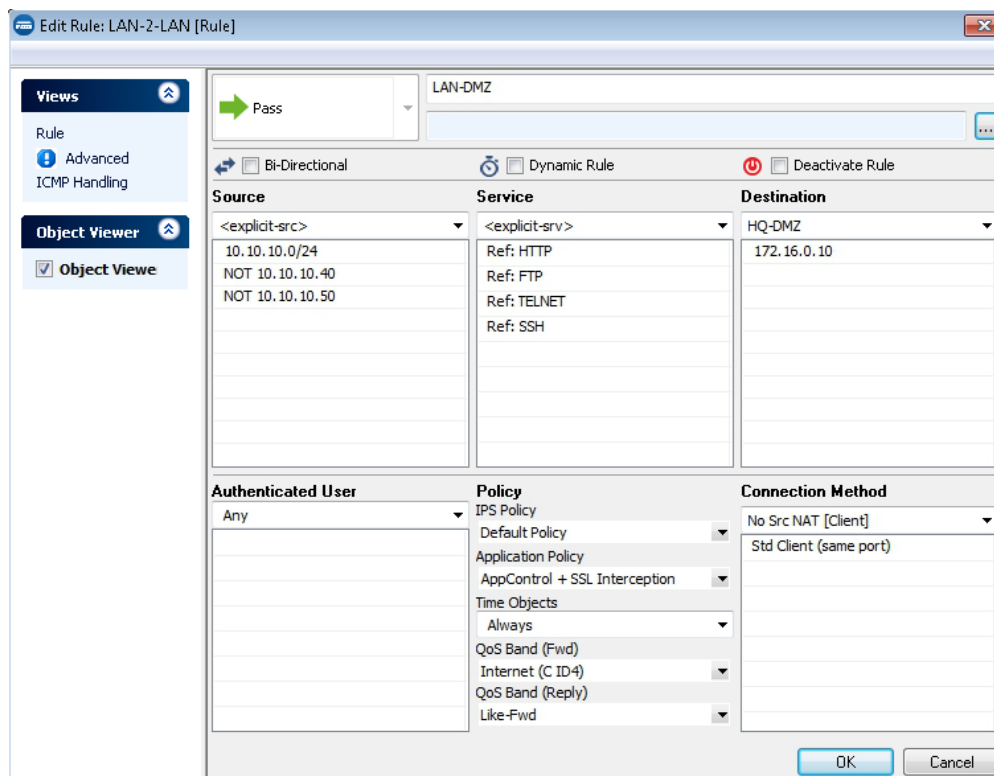 Edit Rule: LAN-2-LAN [Rule]
Views
Rule
Advanced
ICMP Handling
Object Viewer
Object Viewe
Pass
LAN-DMZ
...
Bi-Directional
Dynamic Rule
Deactivate Rule
Source
<explicit-src>
10.10.10.0/24
NOT 10.10.10.40
NOT 10.10.10.50
Service
<explicit-srv>
Ref: HTTP
Ref: FTP
Ref: TELNET
Ref: SSH
Destination
HQ-DMZ
172.16.0.10
Authenticated User
Any
Policy
IPS Policy
Default Policy
Application Policy
AppControl + SSL Interception
Time Objects
Always
QoS Band (Fwd)
Internet (C ID4)
QoS Band (Reply)
Like-Fwd
Connection Method
No Src NAT [Client]
Std Client (same port)
OK
Cancel